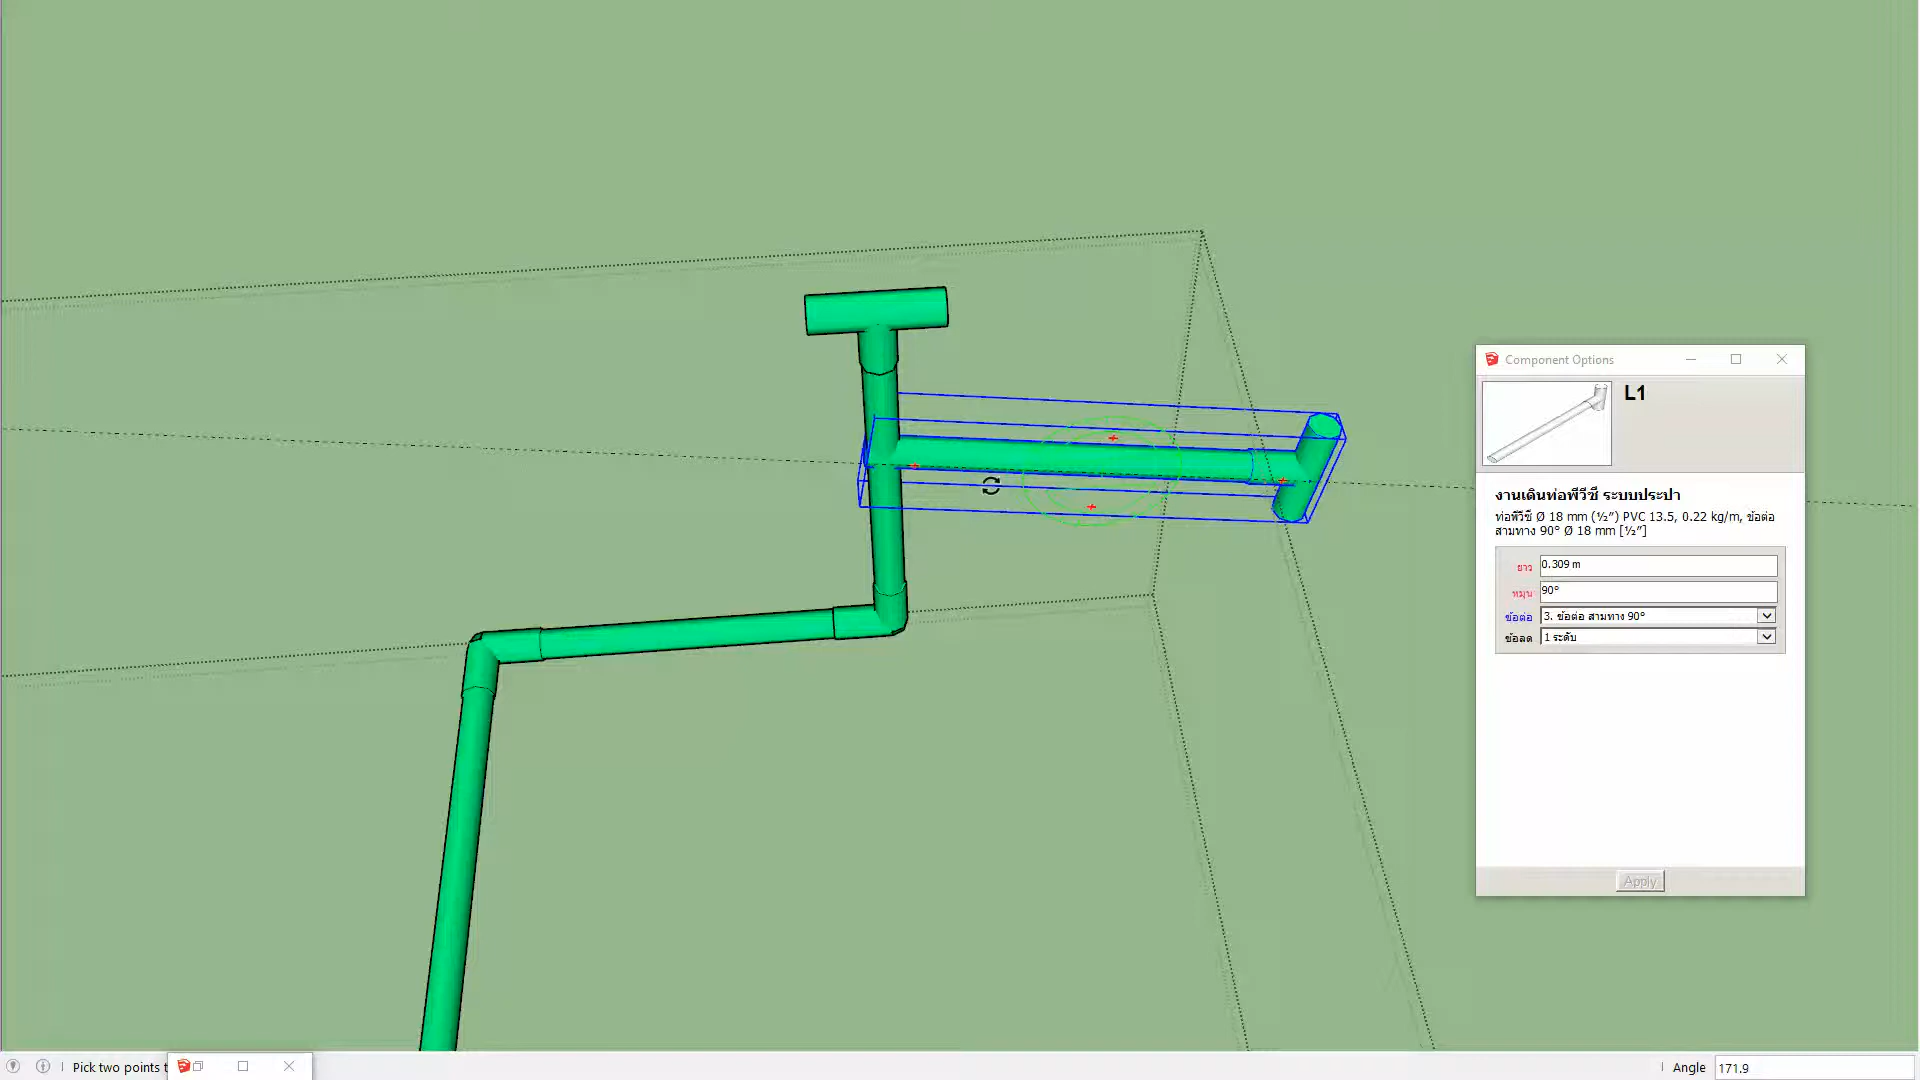 Component Options
L1
งานเดินท่อพีวีซี ระบบประปา
ท่อพีวีซี Ø 18 mm (½") PVC 13.5, 0.22 kg/m, ข้อต่อ
สามทาง 90° Ø 18 mm [½"]
ยาว 0.309 m
หมุน 90°
ข้อต่อ 3. ข้อต่อ สามทาง 90°
ข้อลด 1 ระดับ
Apply
Pick two points t
Angle 171.9